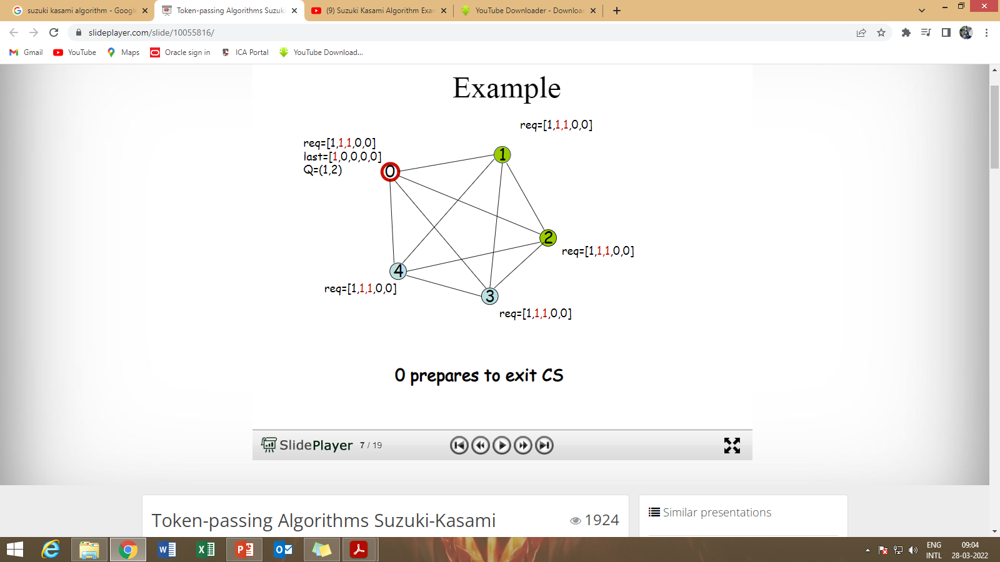 suzuki kasami algorithm - Googl
Token-passing Algorithms Suzuki
(9) Suzuki Kasami Algorithm Exam
YouTube Downloader - Downloac
slideplayer.com/slide/10055816/
Gmail
YouTube
Maps
Oracle sign in
ICA Portal
YouTube Download...
Example
req=[1,1,1,0,0]
req=[1,1,1,0,0]
last=[1,0,0,0,0]
Q=(1,2)
0
1
2
req=[1,1,1,0,0]
4
req=[1,1,1,0,0]
3
req=[1,1,1,0,0]
0 prepares to exit CS
SlidePlayer 7 / 19
Token-passing Algorithms Suzuki-Kasami
1924
Similar presentations
ENG
INTL
09:04
28-03-2022